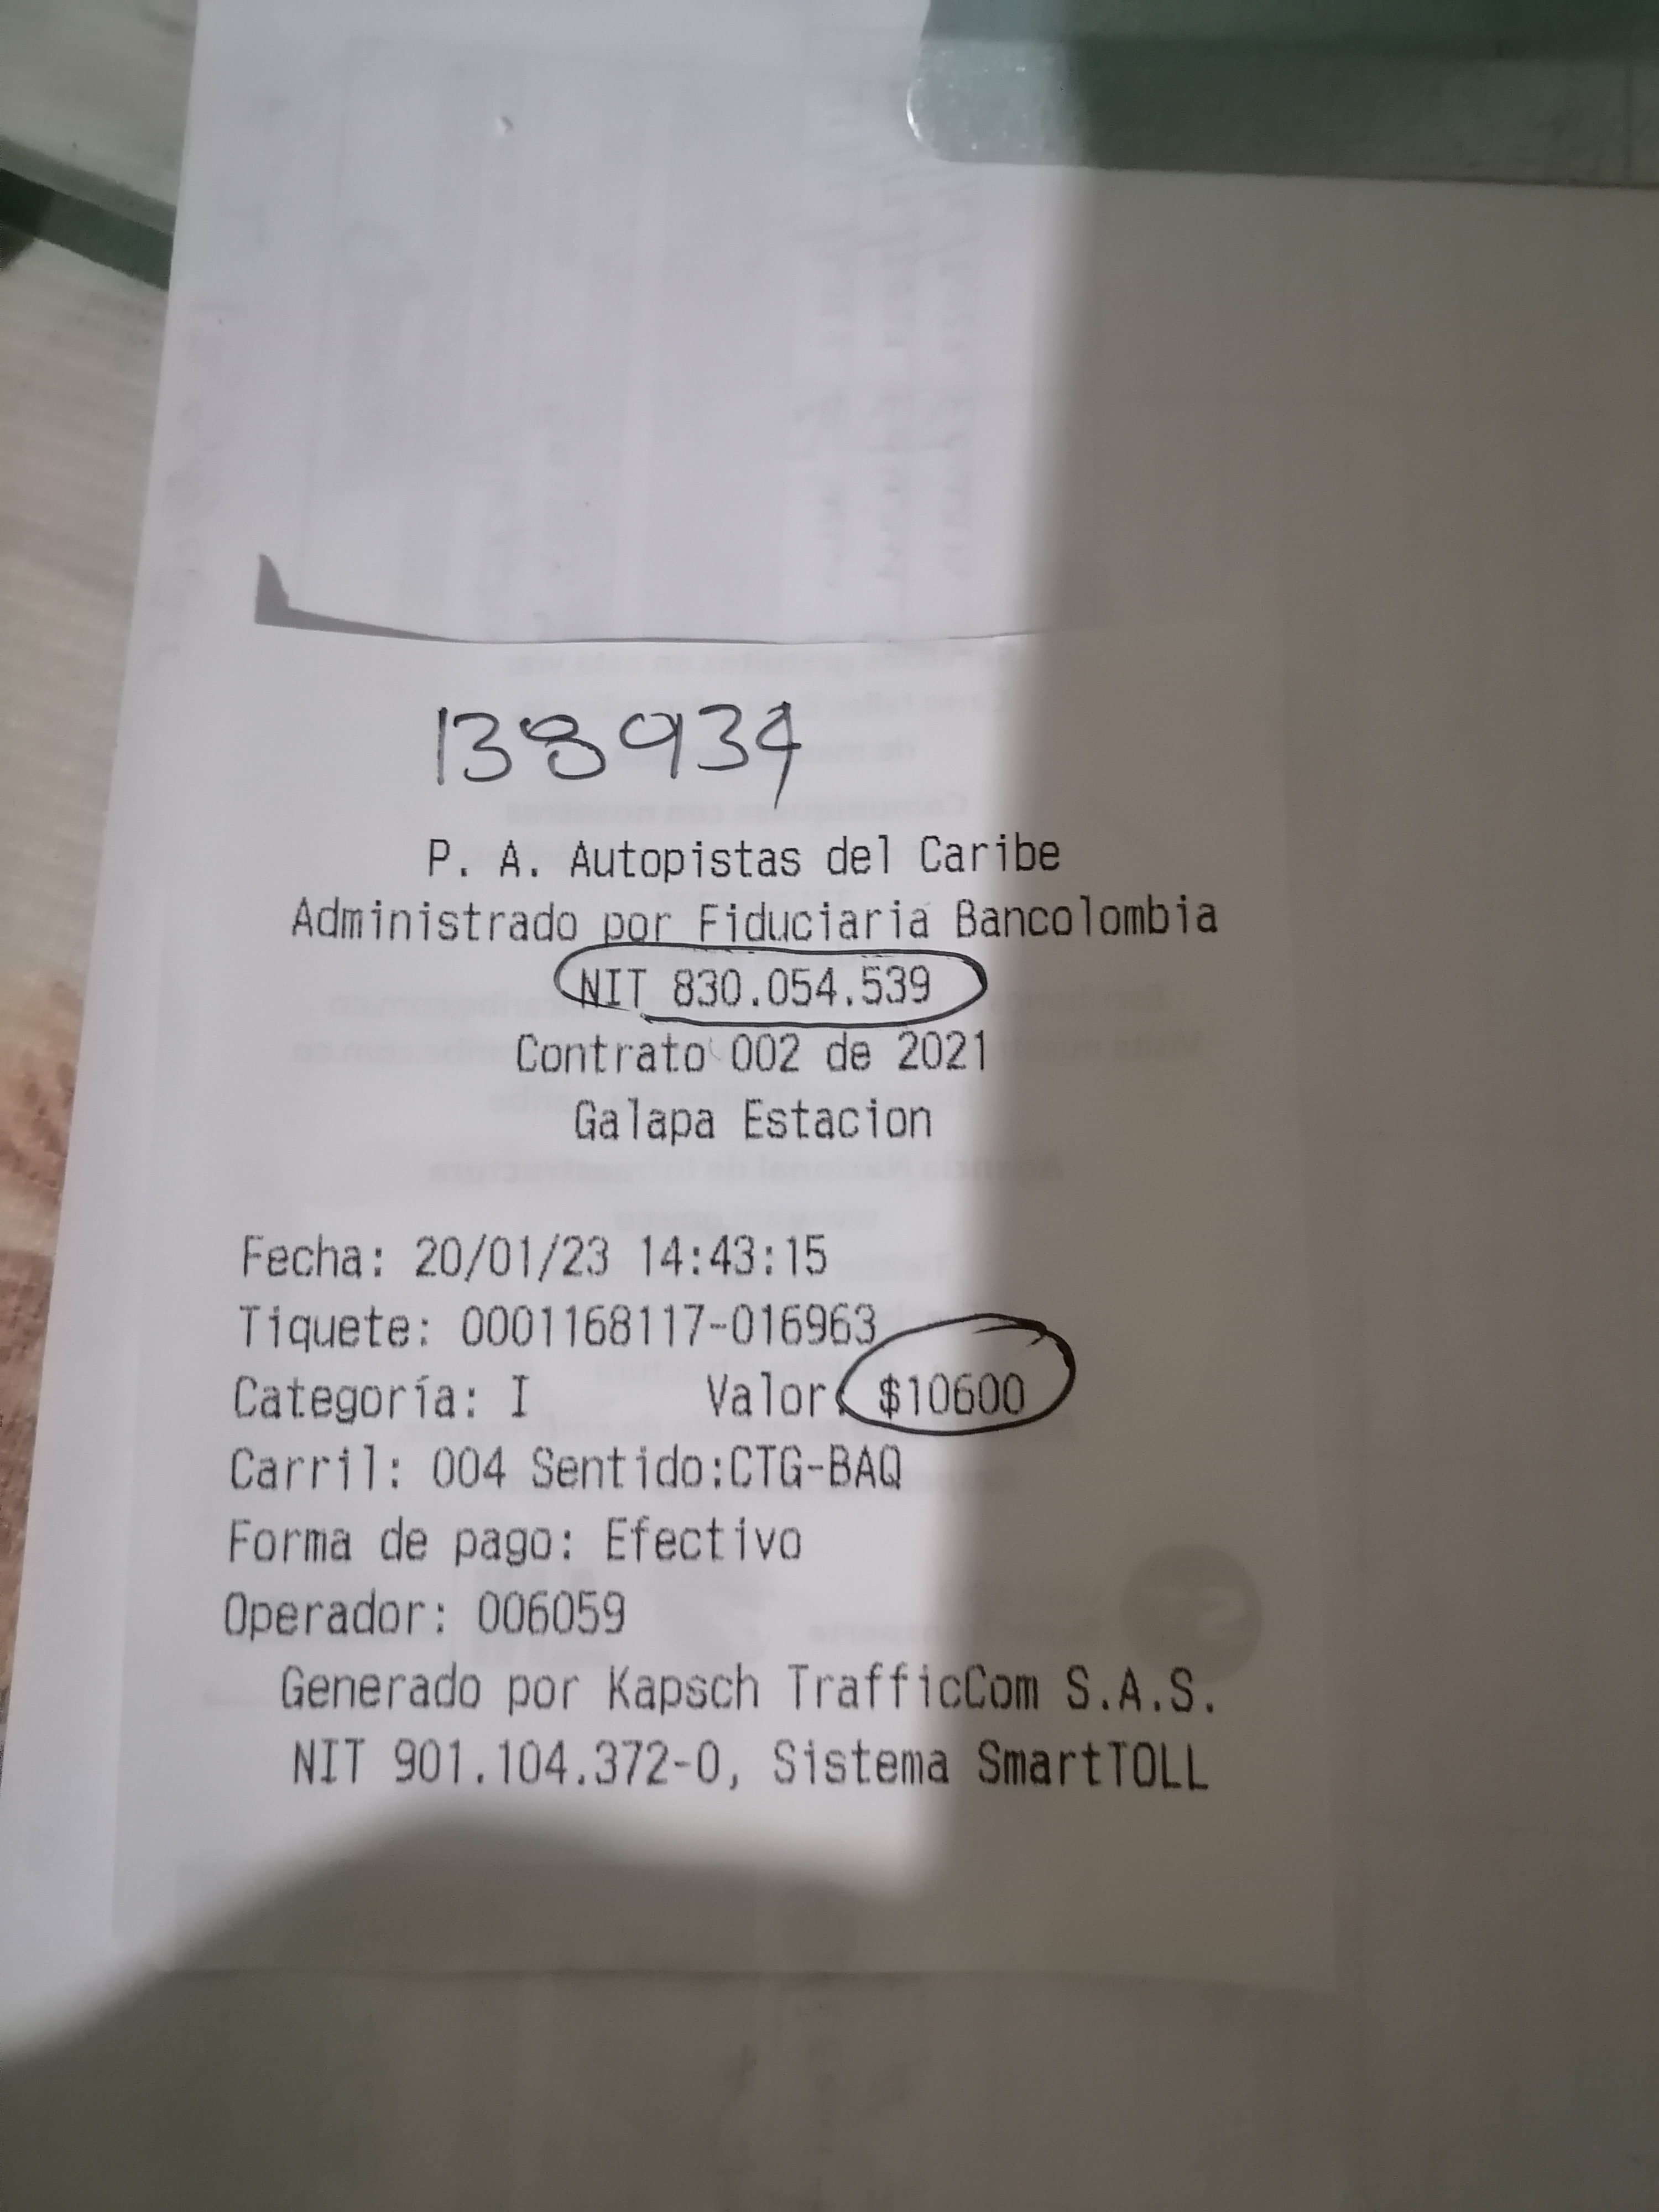 138934
P. A. Autopistas del Caribe
Administrado por Fiduciaria Bancolombia
NIT 830.054.539
Contrato 002 de 2021
Galapa Estacion
Fecha: 20/01/23 14:43:15
Tiquete: 0001168117-016963
Categoría: I Valor: $10600
Carril: 004 Sentido:CTG-BAQ
Forma de pago: Efectivo
Operador: 006059
Generado por Kapsch TrafficCom S.A.S.
NIT 901.104.372-0, Sistema SmartTOLL